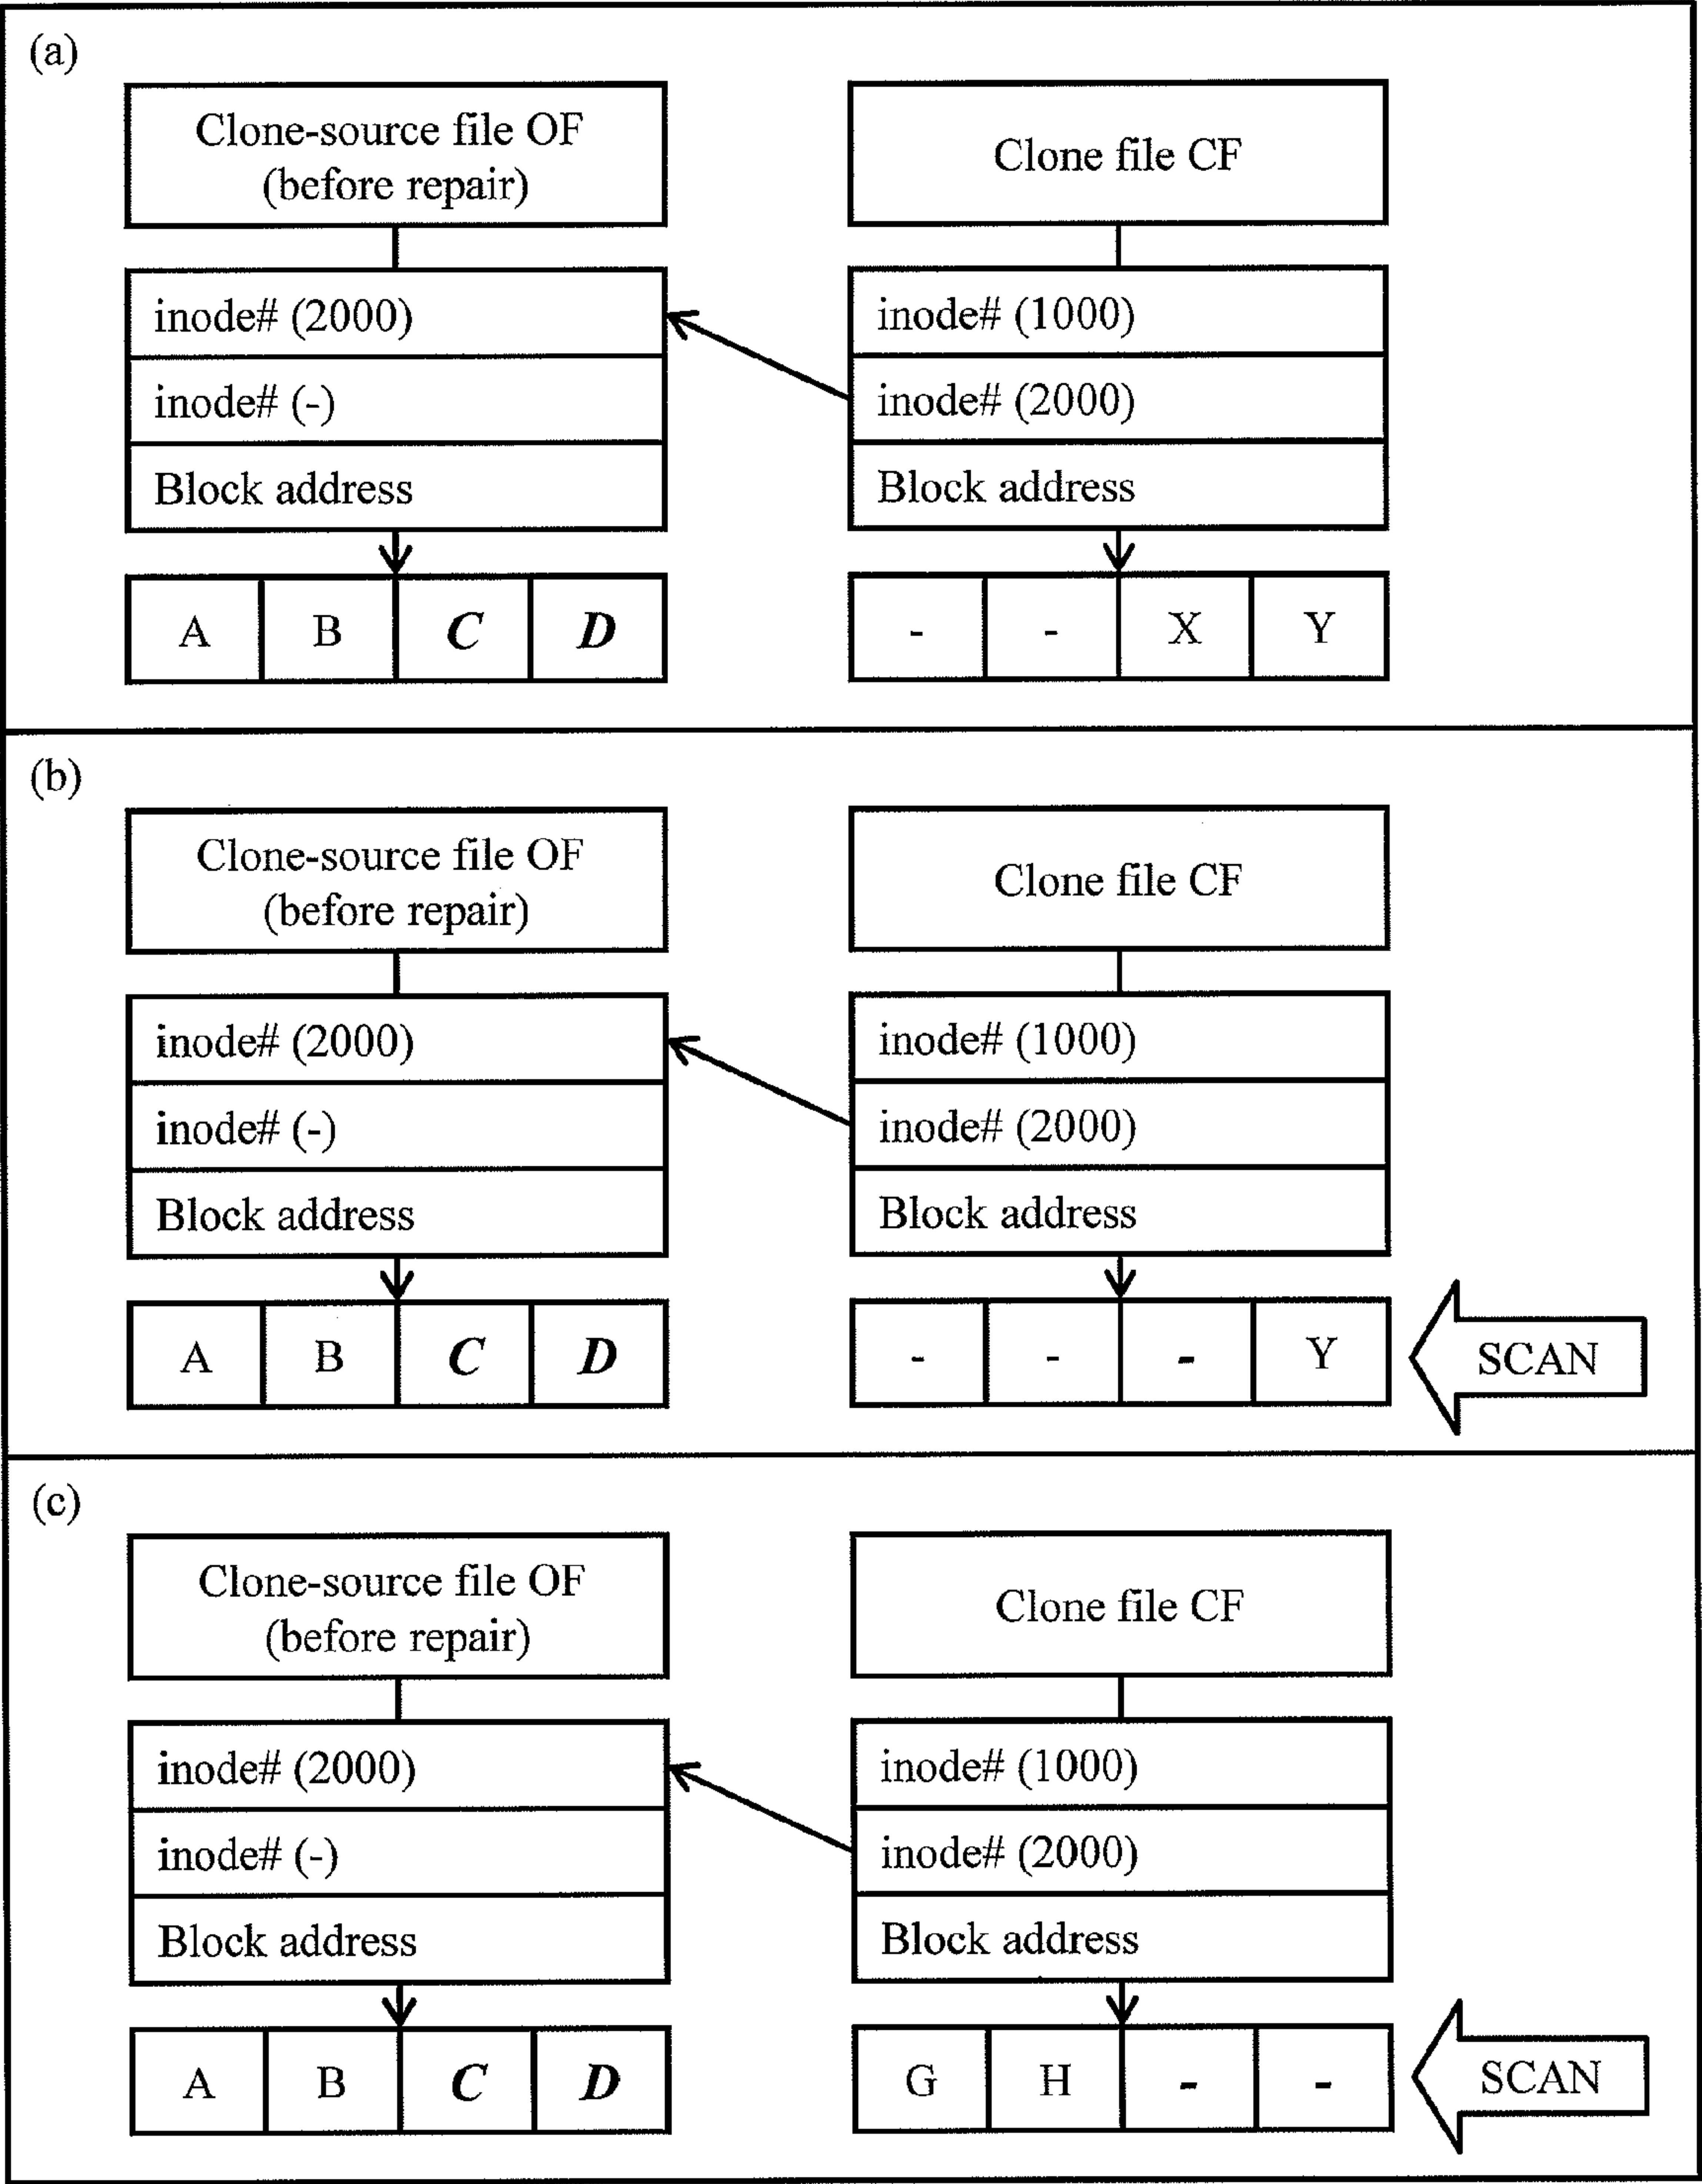 (a)
Clone-source file OF
(before repair)
Clone file CF
inode# (2000)
inode# (1000)
inode# (-)
inode# (2000)
Block address
Block address
A B C D
- - X Y
(b)
Clone-source file OF
(before repair)
Clone file CF
inode# (2000)
inode# (1000)
inode# (-)
inode# (2000)
Block address
Block address
A B C D
- - - Y
SCAN
(c)
Clone-source file OF
(before repair)
Clone file CF
inode# (2000)
inode# (1000)
inode# (-)
inode# (2000)
Block address
Block address
A B C D
G H - -
SCAN